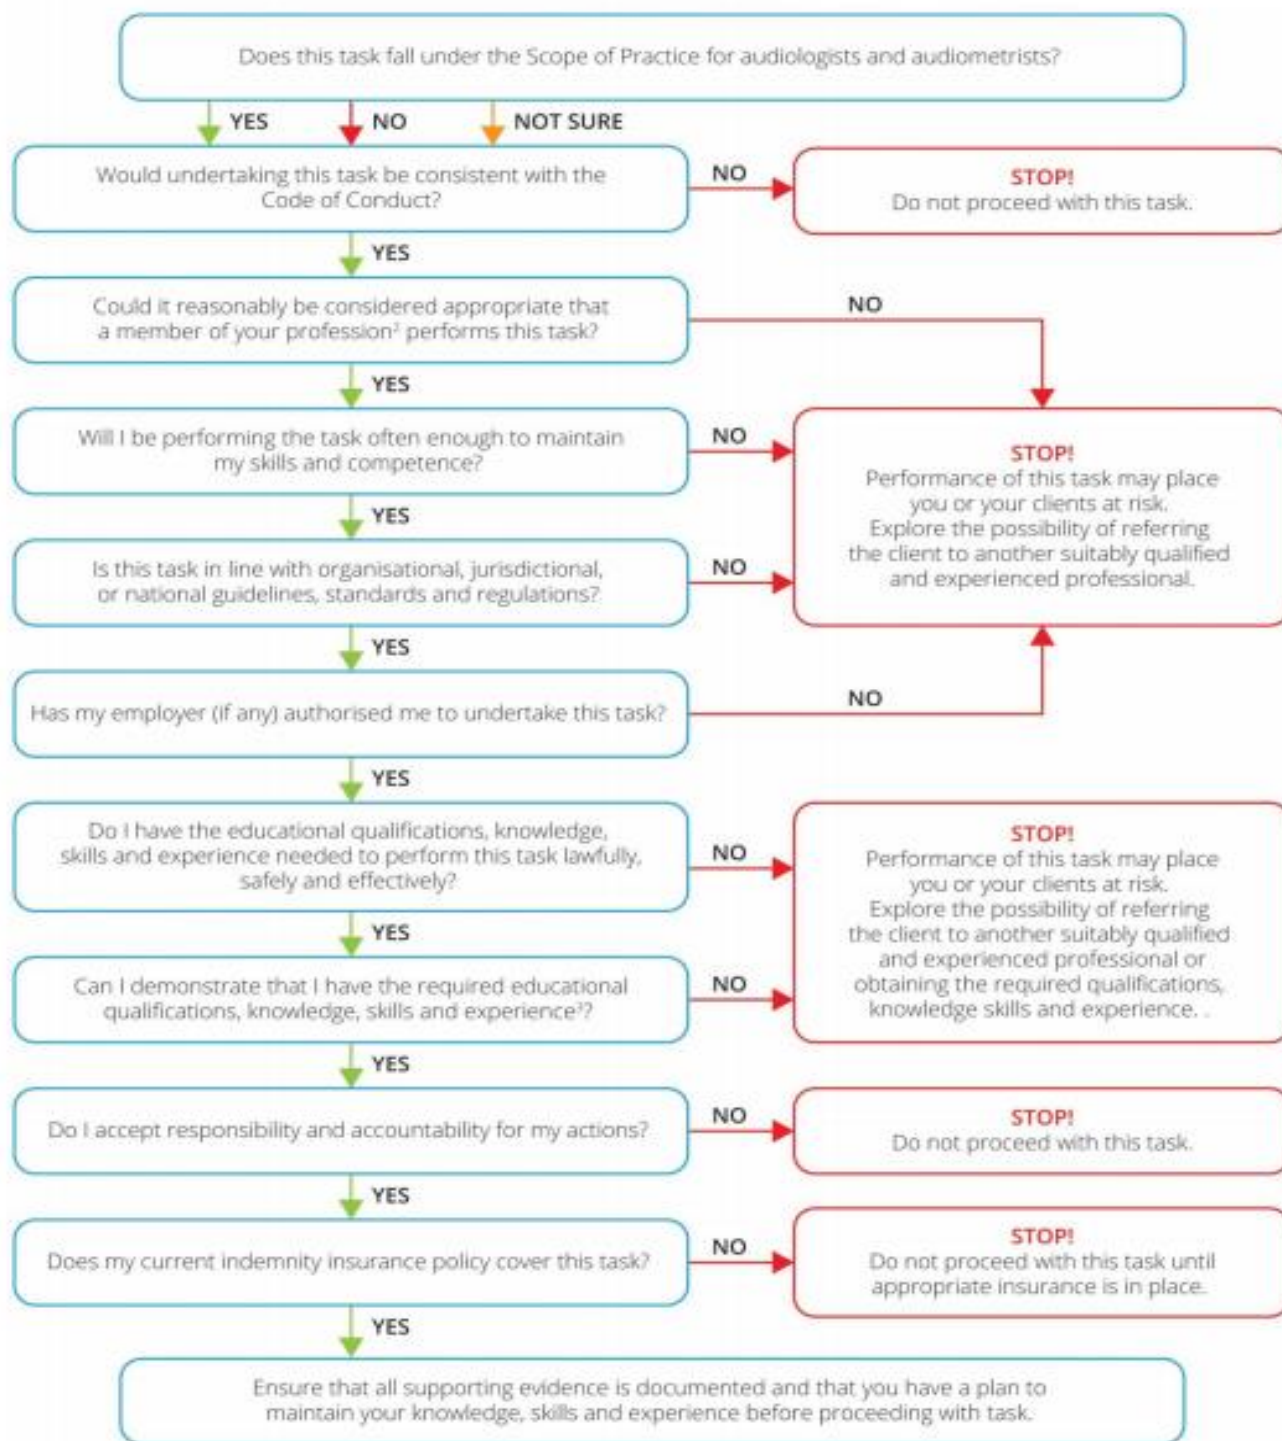 Does this task fall under the Scope of Practice for audiologists and audiometrists?
YES
NO
NOT SURE
Would undertaking this task be consistent with the
Code of Conduct?
NO
STOP!
Do not proceed with this task.
YES
Could it reasonably be considered appropriate that
a member of your profession² performs this task?
NO
YES
Will I be performing the task often enough to maintain
my skills and competence?
NO
STOP!
Performance of this task may place
you or your clients at risk.
Explore the possibility of referring
the client to another suitably qualified
and experienced professional.
YES
Is this task in line with organisational, jurisdictional,
or national guidelines, standards and regulations?
NO
YES
Has my employer (if any) authorised me to undertake this task?
NO
YES
Do I have the educational qualifications, knowledge,
skills and experience needed to perform this task lawfully,
safely and effectively?
NO
STOP!
Performance of this task may place
you or your clients at risk.
Explore the possibility of referring
the client to another suitably qualified
and experienced professional or
obtaining the required qualifications,
knowledge skills and experience. .
YES
Can I demonstrate that I have the required educational
qualifications, knowledge, skills and experience³?
NO
YES
Do I accept responsibility and accountability for my actions?
NO
STOP!
Do not proceed with this task.
YES
Does my current indemnity insurance policy cover this task?
NO
STOP!
Do not proceed with this task until
appropriate insurance is in place.
YES
Ensure that all supporting evidence is documented and that you have a plan to
maintain your knowledge, skills and experience before proceeding with task.